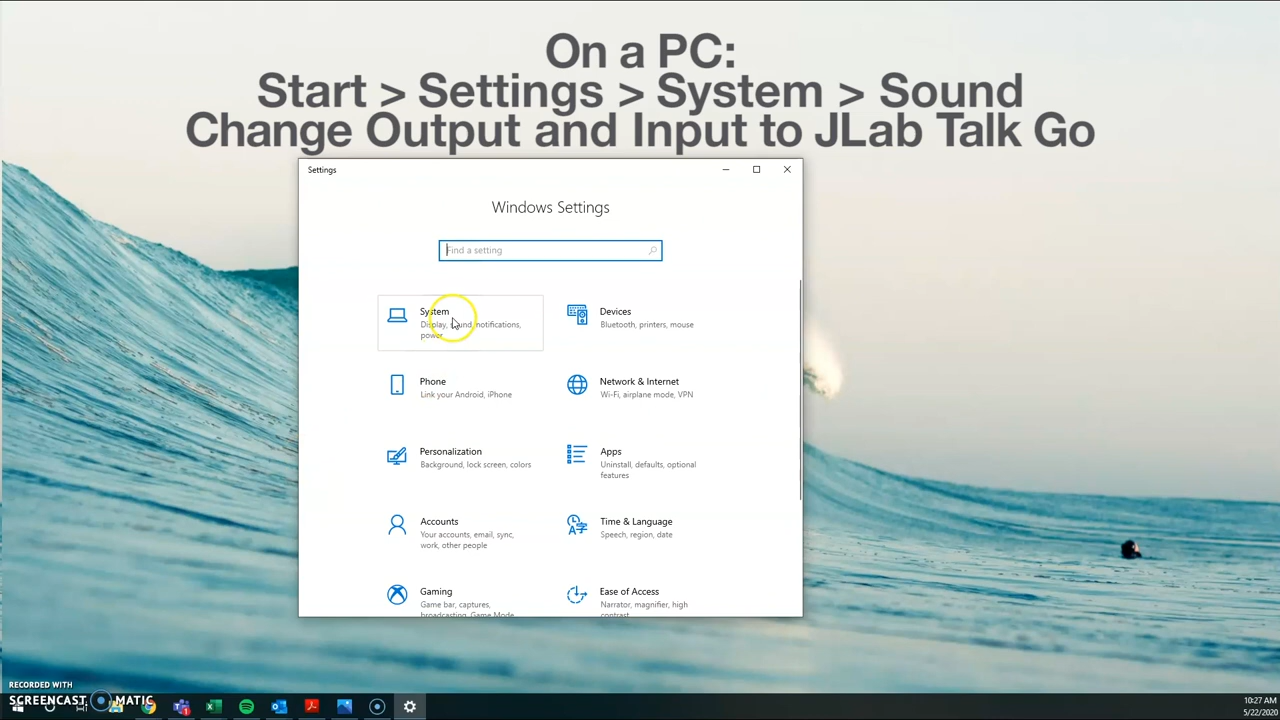 On a PC:
Start > Settings > System > Sound
Change Output and Input to JLab Talk Go
Settings
Windows Settings
Find a setting
System
Display, sound, notifications,
power
Devices
Bluetooth, printers, mouse
Phone
Link your Android, iPhone
Network & Internet
Wi-Fi, airplane mode, VPN
Personalization
Background, lock screen, colors
Apps
Uninstall, defaults, optional
features
Accounts
Your accounts, email, sync,
work, other people
Time & Language
Speech, region, date
Gaming
Game bar, captures,
broadcasting, Game Mode
Ease of Access
Narrator, magnifier, high
contrast
RECORDED WITH
SCREENCAST MATIC
10:27 AM
5/22/2020